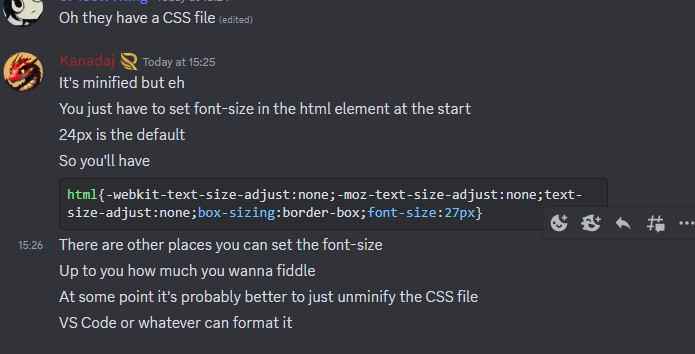 Oh they have a CSS file (edited)
Kanadaj Today at 15:25
It's minified but eh
You just have to set font-size in the html element at the start
24px is the default
So you'll have
html{-webkit-text-size-adjust:none;-moz-text-size-adjust:none;text-
size-adjust:none;box-sizing:border-box;font-size:27px}
15:26 There are other places you can set the font-size
Up to you how much you wanna fiddle
At some point it's probably better to just unminify the CSS file
VS Code or whatever can format it